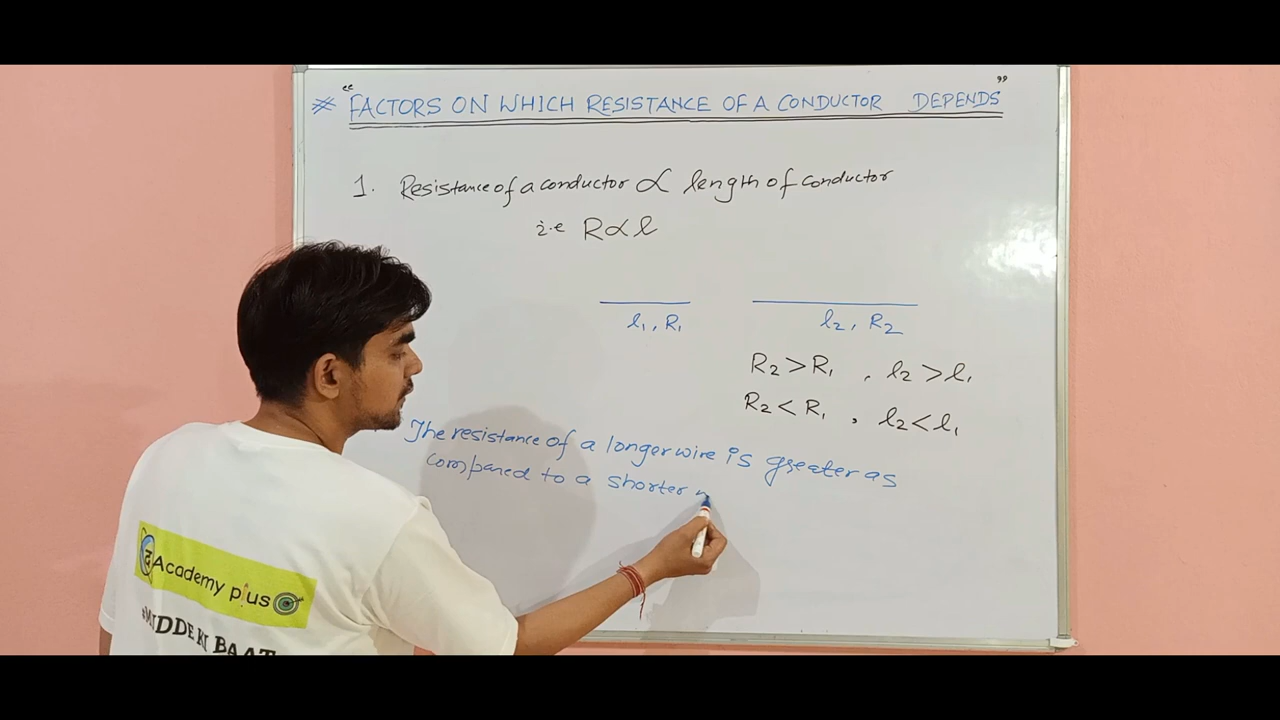 # "FACTORS ON WHICH RESISTANCE OF A CONDUCTOR DEPENDS"
1. Resistance of a conductor ∝ length of conductor
i.e R ∝ l
l₁, R₁
l₂, R₂
R₂ > R₁ , l₂ > l₁
R₂ < R₁ , l₂ < l₁
The resistance of a longer wire is greater as
compared to a shorter
द Academy plus
KI BAAT